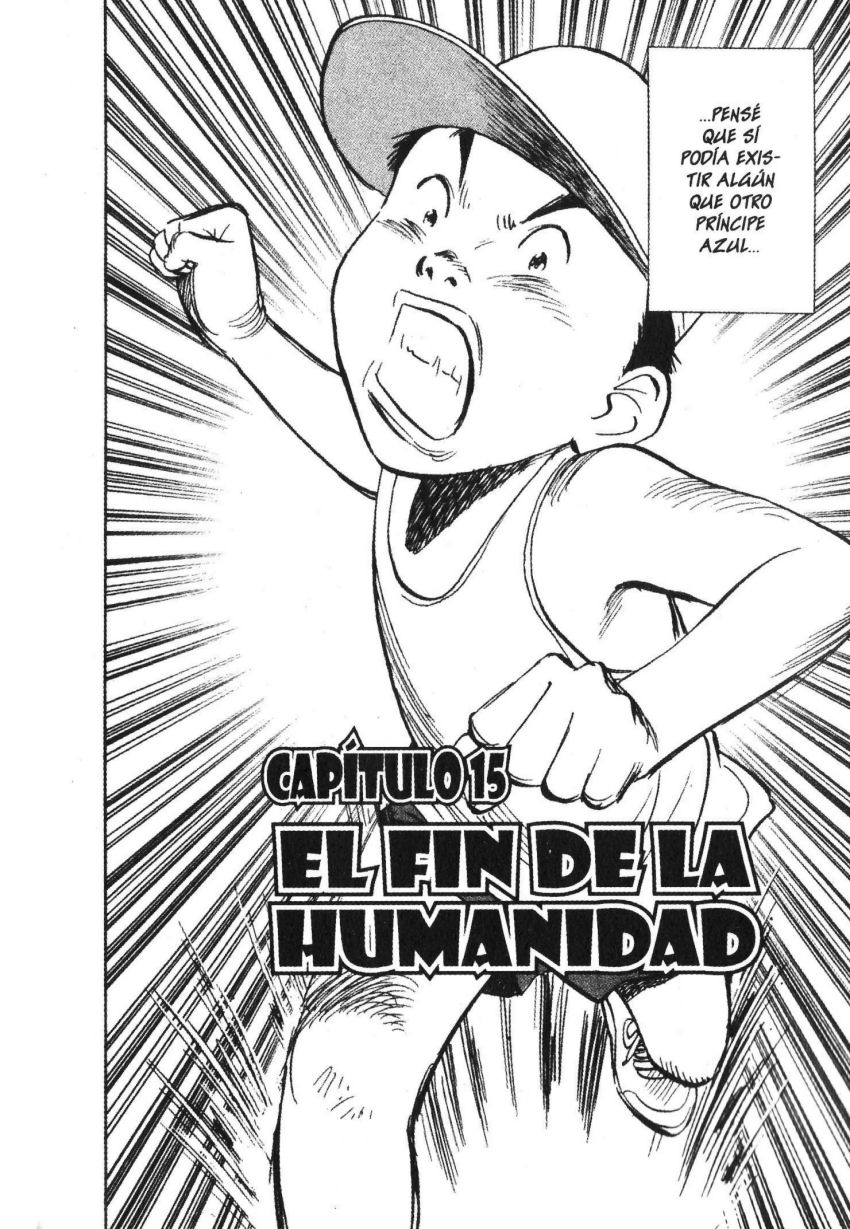 ...PENSÉ
QUE SÍ
PODÍA EXIS-
TIR ALGÚN
QUE OTRO
PRÍNCIPE
AZUL...
CAPÍTULO 15
EL FIN DE LA
HUMANIDAD